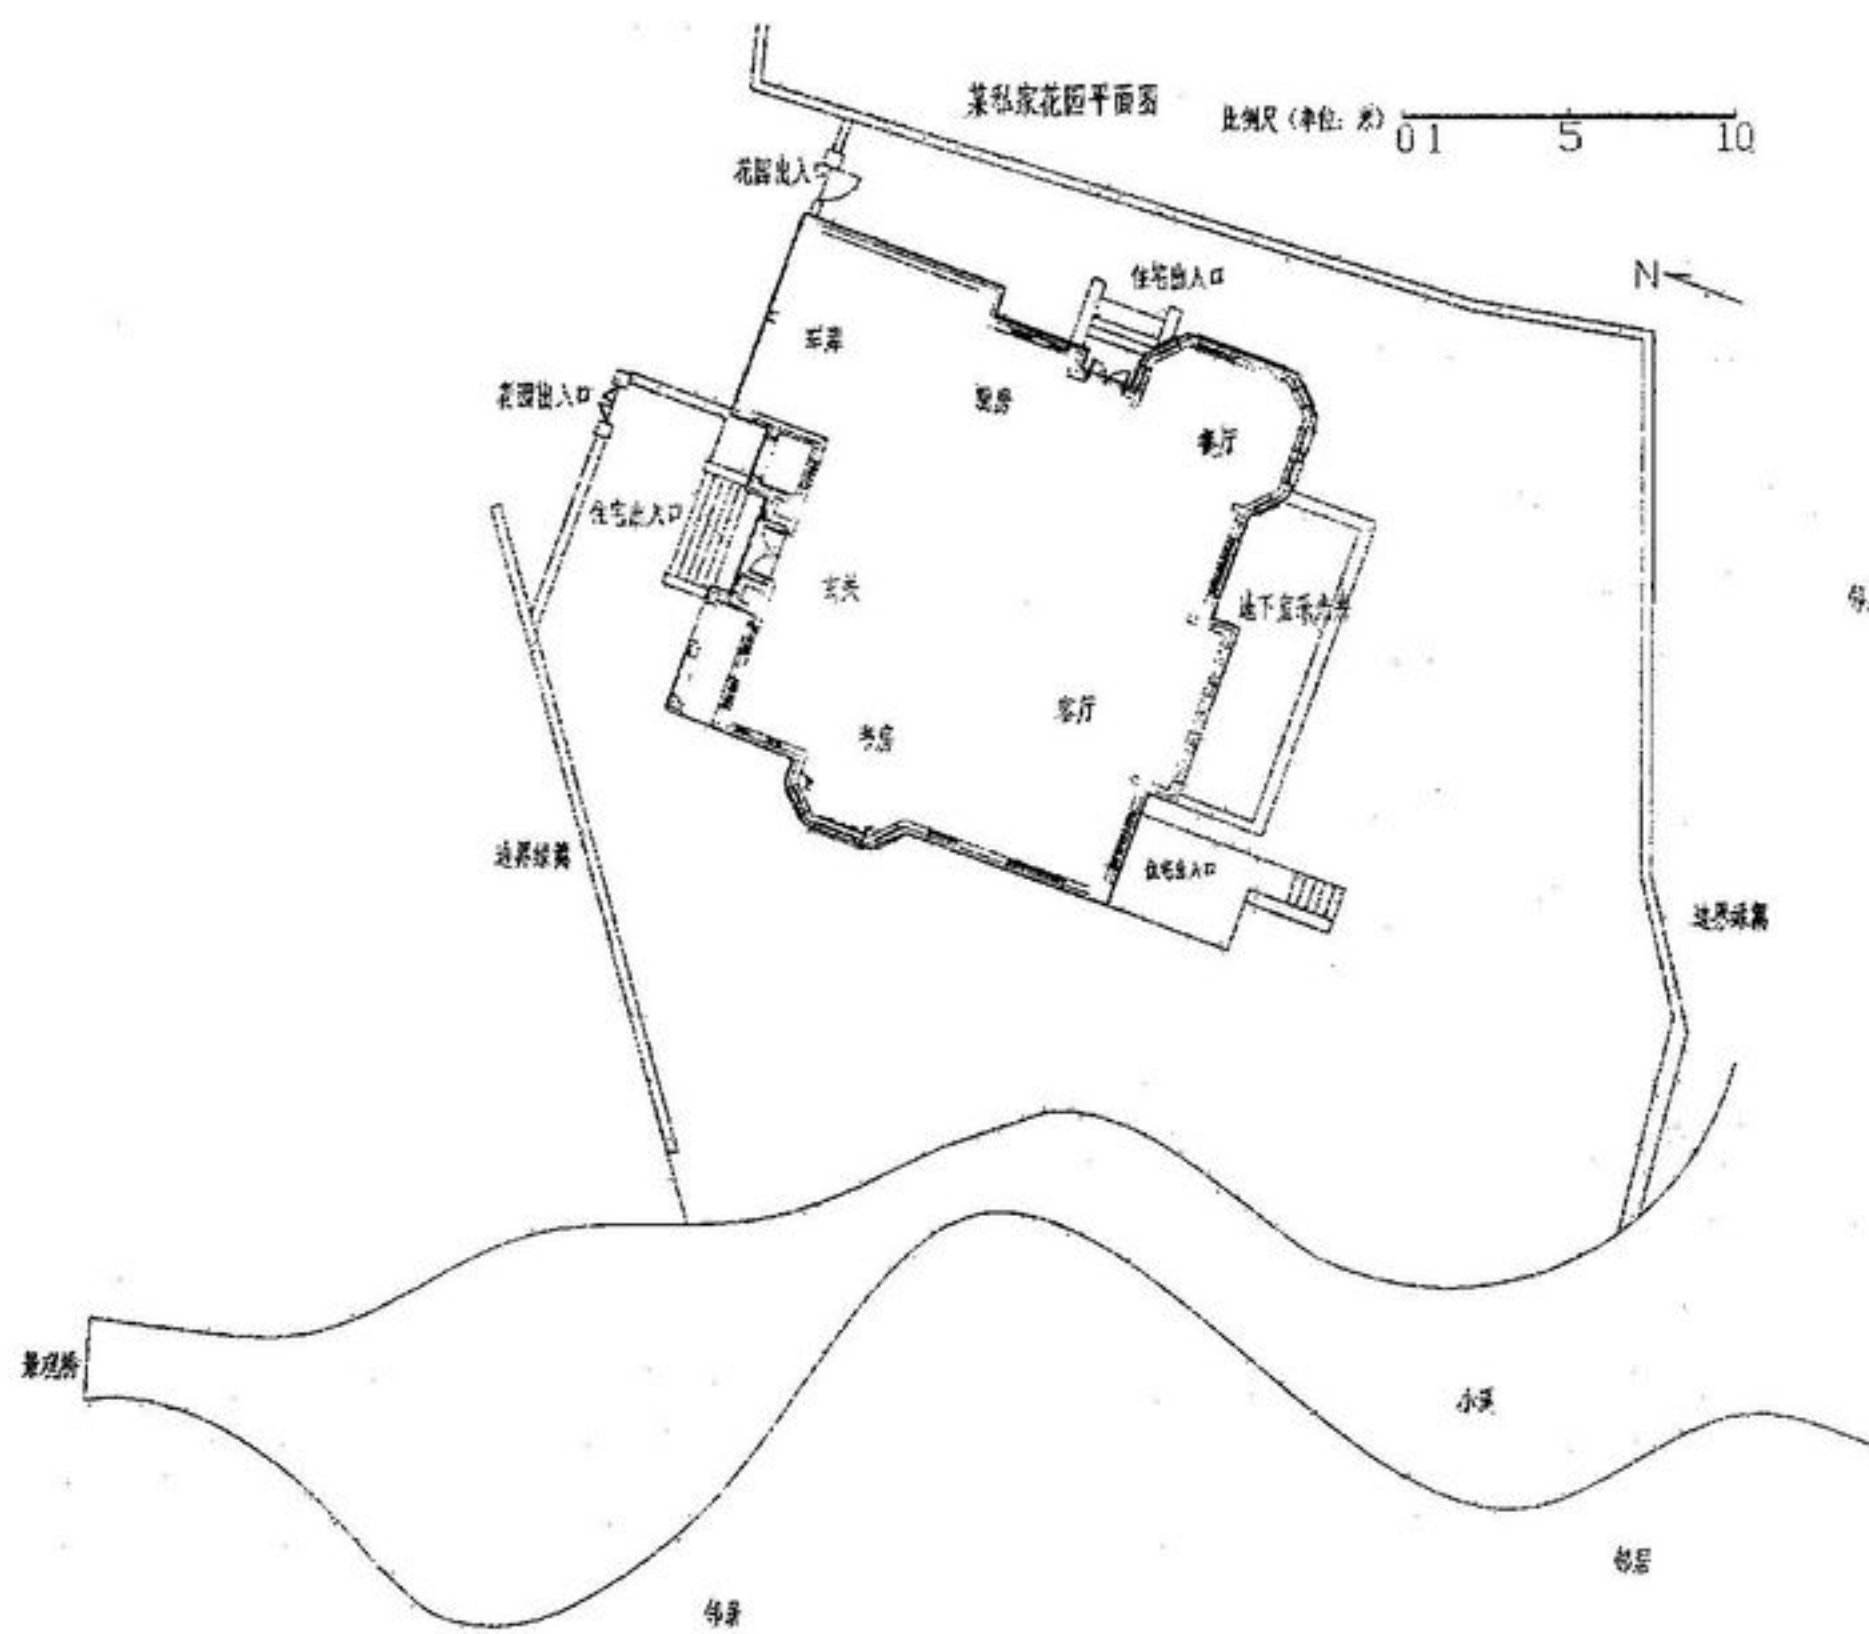 某私家花园平面图
比例尺（单位：米）
0 1 5 10
花园出入口
住宅出入口
N
车库
花园出入口
厨房
餐厅
住宅出入口
玄关
地下室采光井
客厅
书房
边界绿篱
住宅出入口
边界绿篱
景观桥
小溪
邻居
邻居